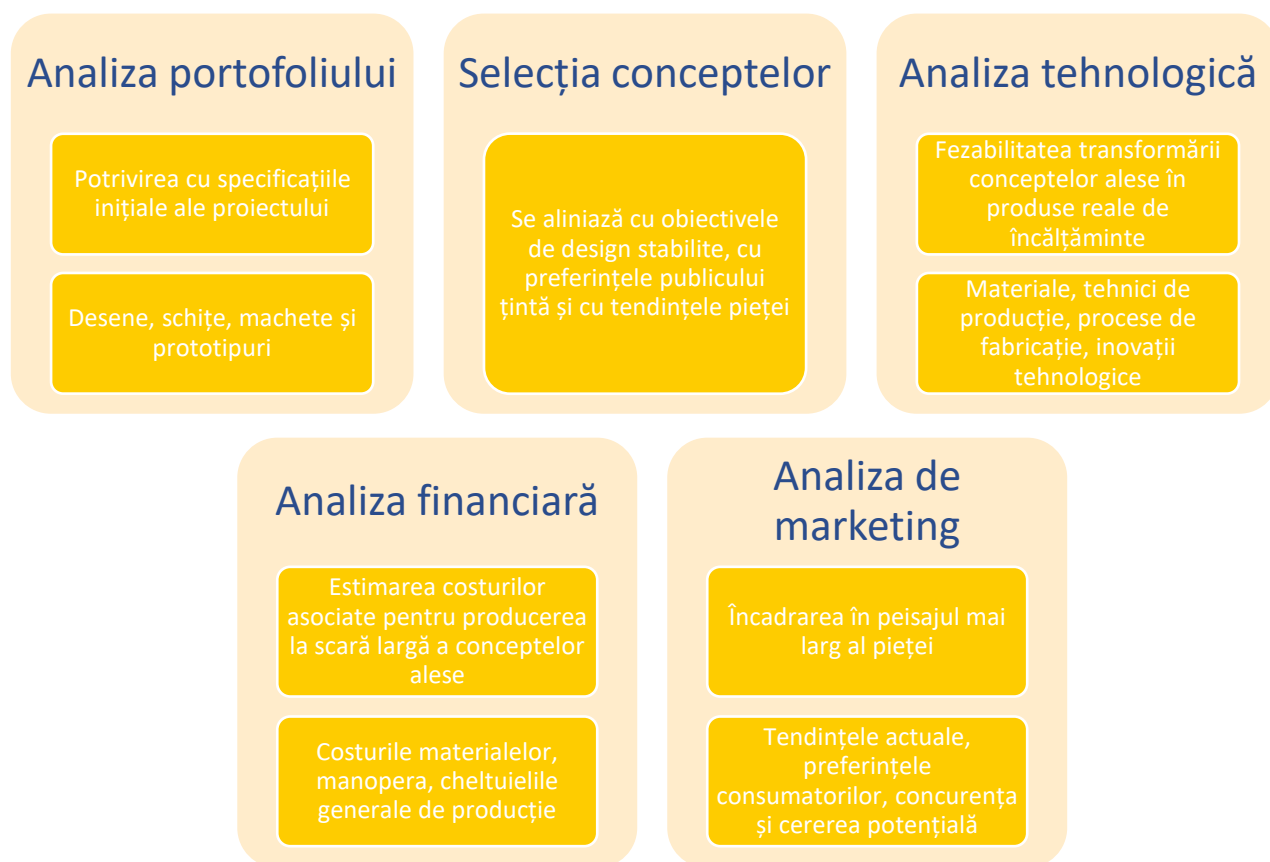 Analiza portofoliului
Potrivirea cu specificațiile
inițiale ale proiectului
Desene, schițe, machete și
prototipuri
Selecția conceptelor
Se aliniază cu obiectivele
de design stabilite, cu
preferințele publicului
țintă și cu tendințele pieței
Analiza tehnologică
Fezabilitatea transformării
conceptelor alese în
produse reale de
încălțăminte
Materiale, tehnici de
producție, procese de
fabricație, inovații
tehnologice
Analiza financiară
Estimarea costurilor
asociate pentru producerea
la scară largă a conceptelor
alese
Costurile materialelor,
manopera, cheltuielile
generale de producție
Analiza de
marketing
Încadrarea în peisajul mai
larg al pieței
Tendințele actuale,
preferințele
consumatorilor, concurența
și cererea potențială